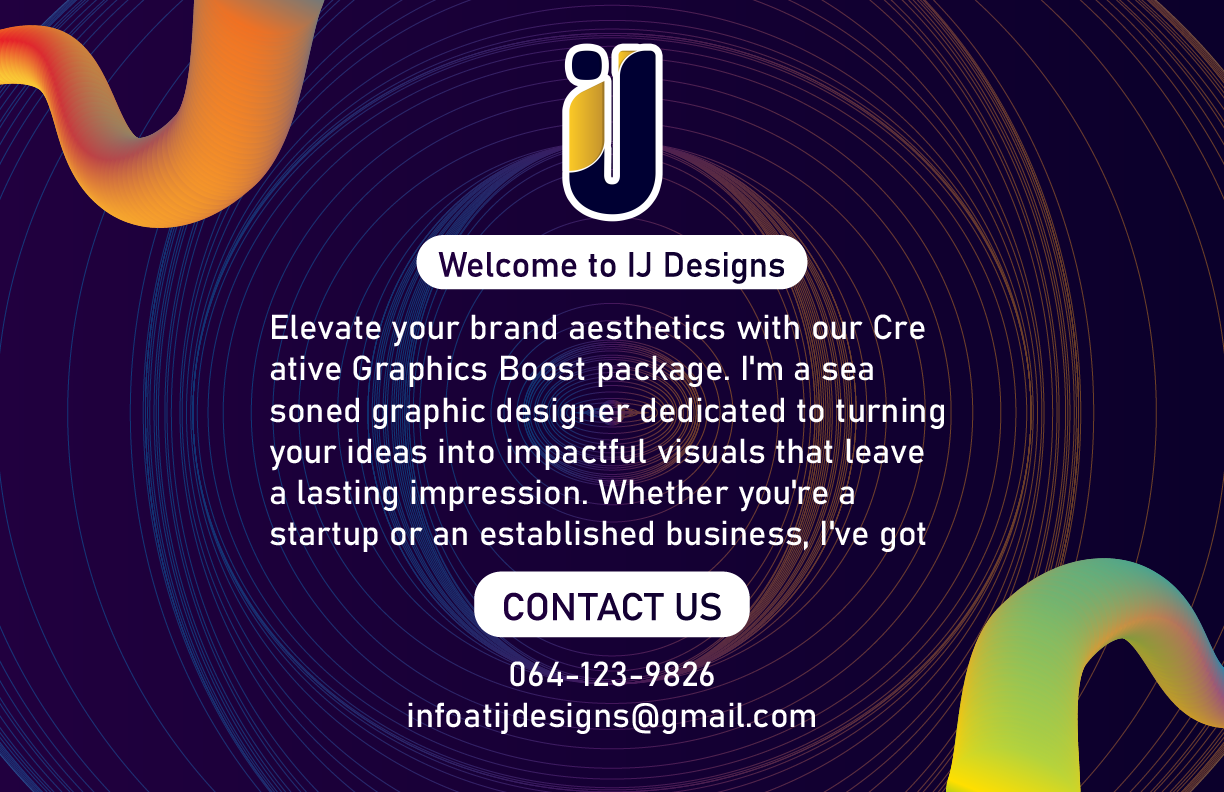 iJ
Welcome to IJ Designs
Elevate your brand aesthetics with our Cre
ative Graphics Boost package. I'm a sea
soned graphic designer dedicated to turning
your ideas into impactful visuals that leave
a lasting impression. Whether you're a
startup or an established business, I've got
CONTACT US
064-123-9826
infoatijdesigns@gmail.com